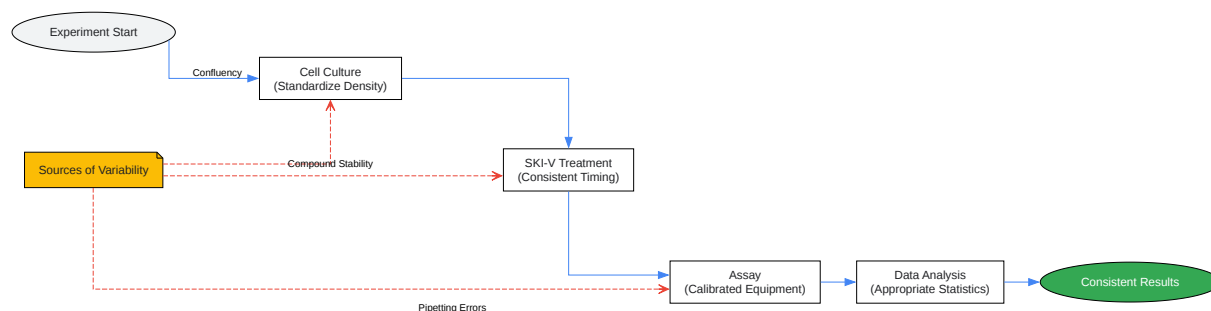 Experiment Start
Confluency
Cell Culture
(Standardize Density)
Sources of Variability
Compound Stability
SKI-V Treatment
(Consistent Timing)
Assay
(Calibrated Equipment)
Data Analysis
(Appropriate Statistics)
Consistent Results
Pipetting Errors